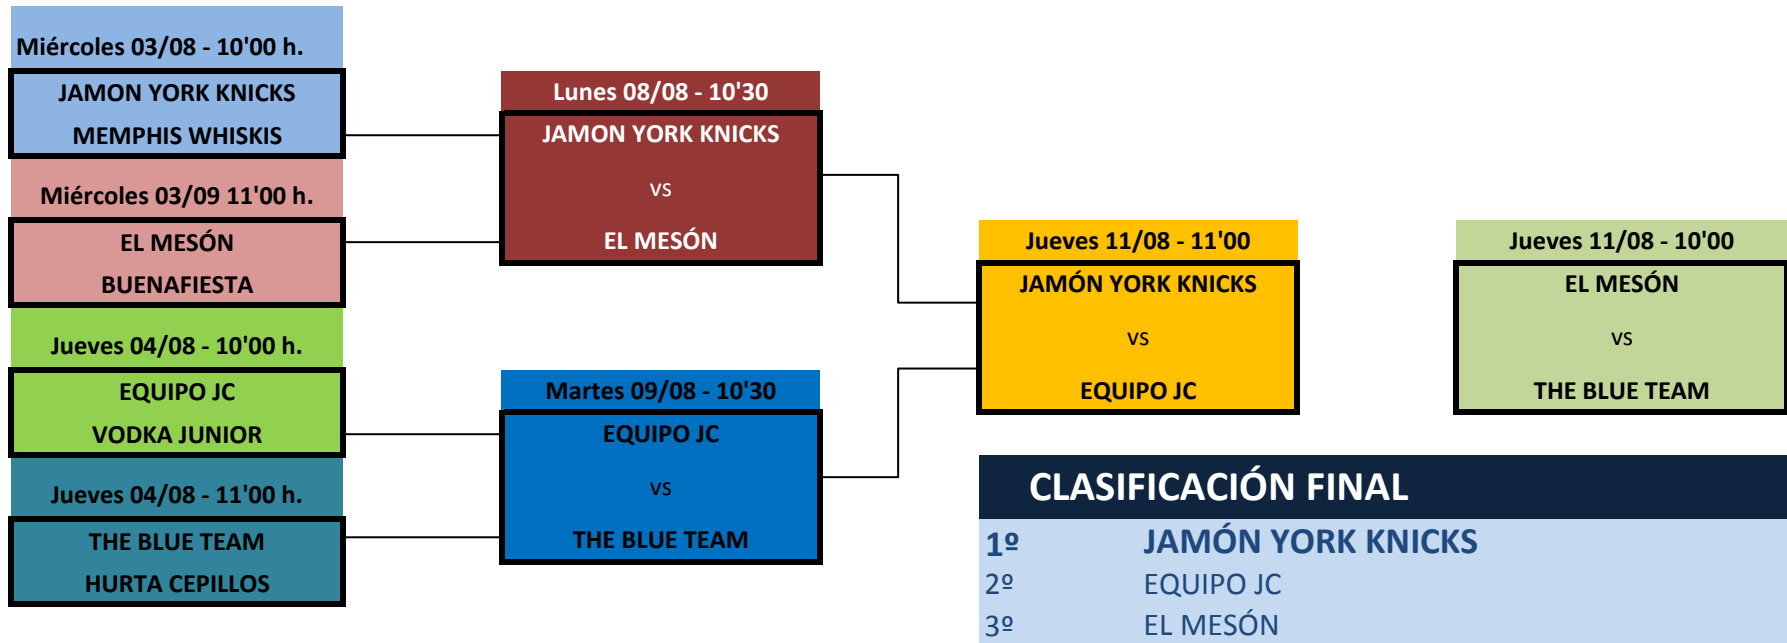 Miércoles 03/08 - 10'00 h.
JAMON YORK KNICKS
MEMPHIS WHISKIS
Miércoles 03/09 11'00 h.
EL MESÓN
BUENAFIESTA
Jueves 04/08 - 10'00 h.
EQUIPO JC
VODKA JUNIOR
Jueves 04/08 - 11'00 h.
THE BLUE TEAM
HURTA CEPILLOS
Lunes 08/08 - 10'30
JAMON YORK KNICKS
vs
EL MESÓN
Martes 09/08 - 10'30
EQUIPO JC
vs
THE BLUE TEAM
Jueves 11/08 - 11'00
JAMÓN YORK KNICKS
vs
EQUIPO JC
Jueves 11/08 - 10'00
EL MESÓN
vs
THE BLUE TEAM
CLASIFICACIÓN FINAL
1º JAMÓN YORK KNICKS
2º EQUIPO JC
3º EL MESÓN